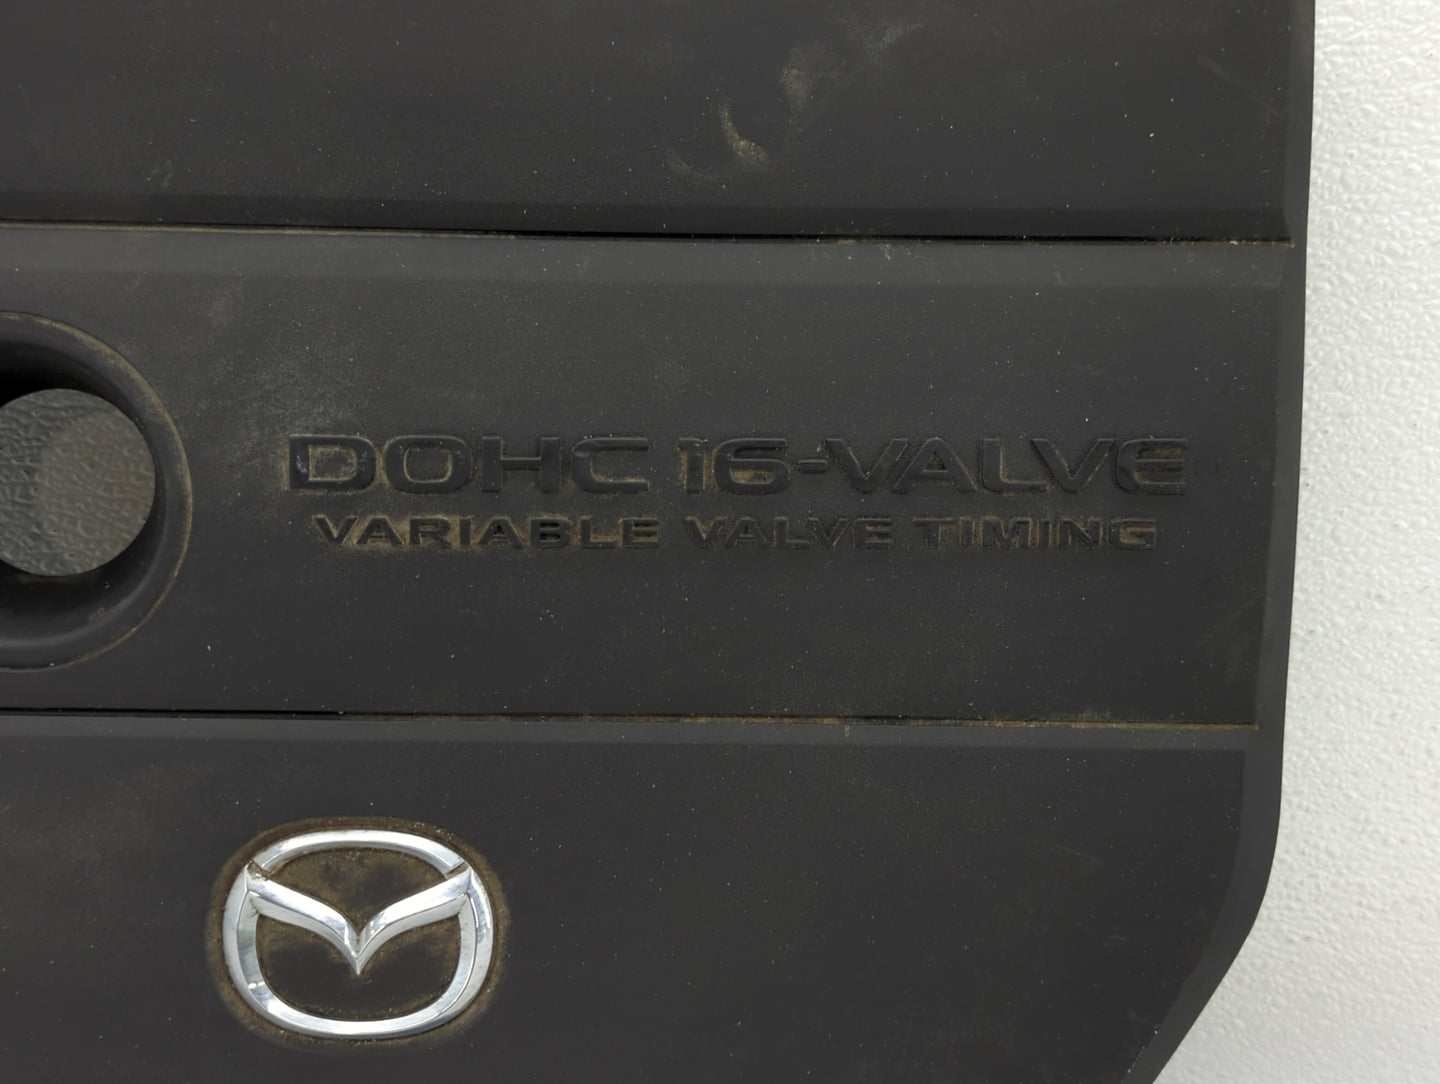 DOHC 16-VALVE
VARIABLE VALVE TIMING